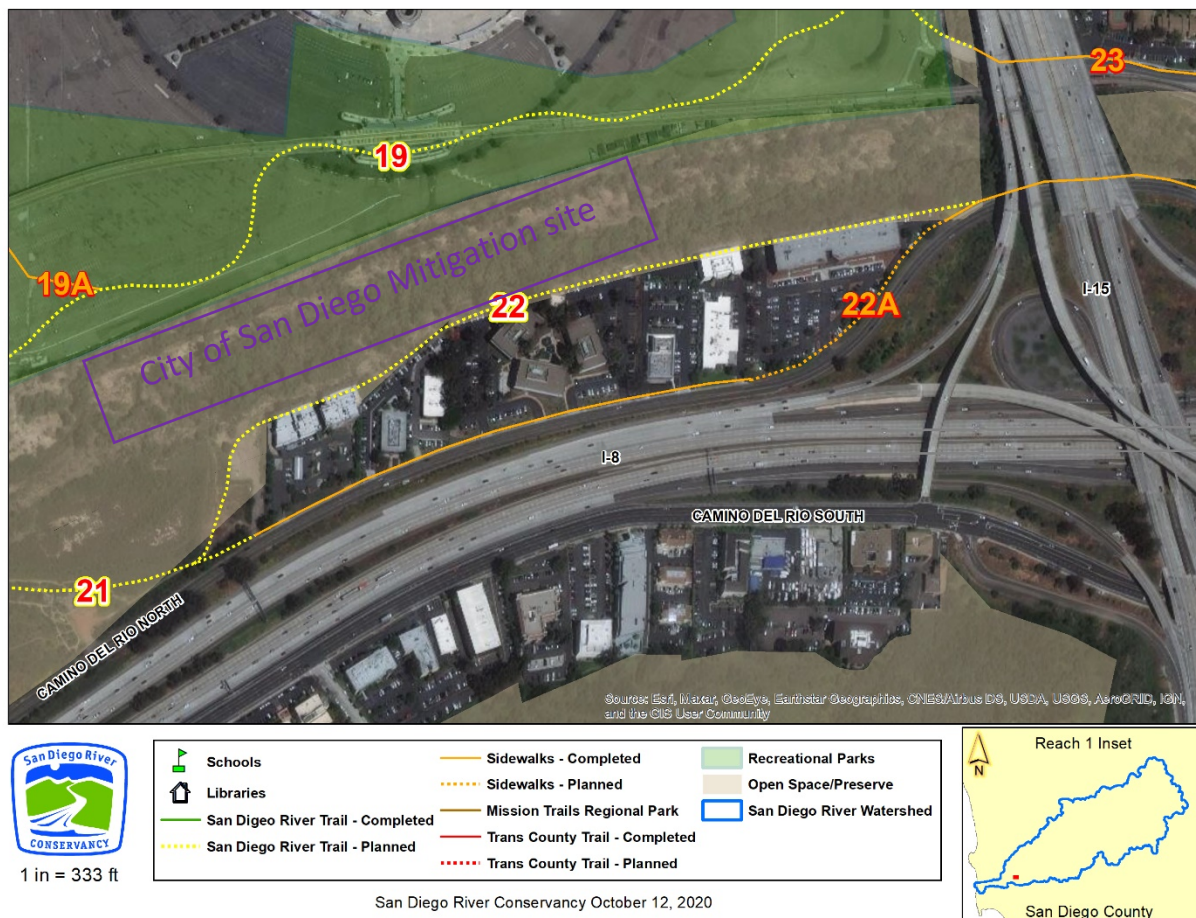 23
19
19A
City of San Diego Mitigation site
22
22A
I-15
I-8
CAMINO DEL RIO SOUTH
21
CAMINO DEL RIO NORTH
Source: Esri, Maxar, GeoEye, Earthstar Geographics, CNES/Airbus DS, USDA, USGS, AeroGRID, IGN,
and the GIS User Community
San Diego River
CONSERVANCY
1 in = 333 ft
Schools
Libraries
San Digeo River Trail - Completed
San Diego River Trail - Planned
Sidewalks - Completed
Sidewalks - Planned
Mission Trails Regional Park
Trans County Trail - Completed
Trans County Trail - Planned
Recreational Parks
Open Space/Preserve
San Diego River Watershed
San Diego River Conservancy October 12, 2020
Reach 1 Inset
N
San Diego County